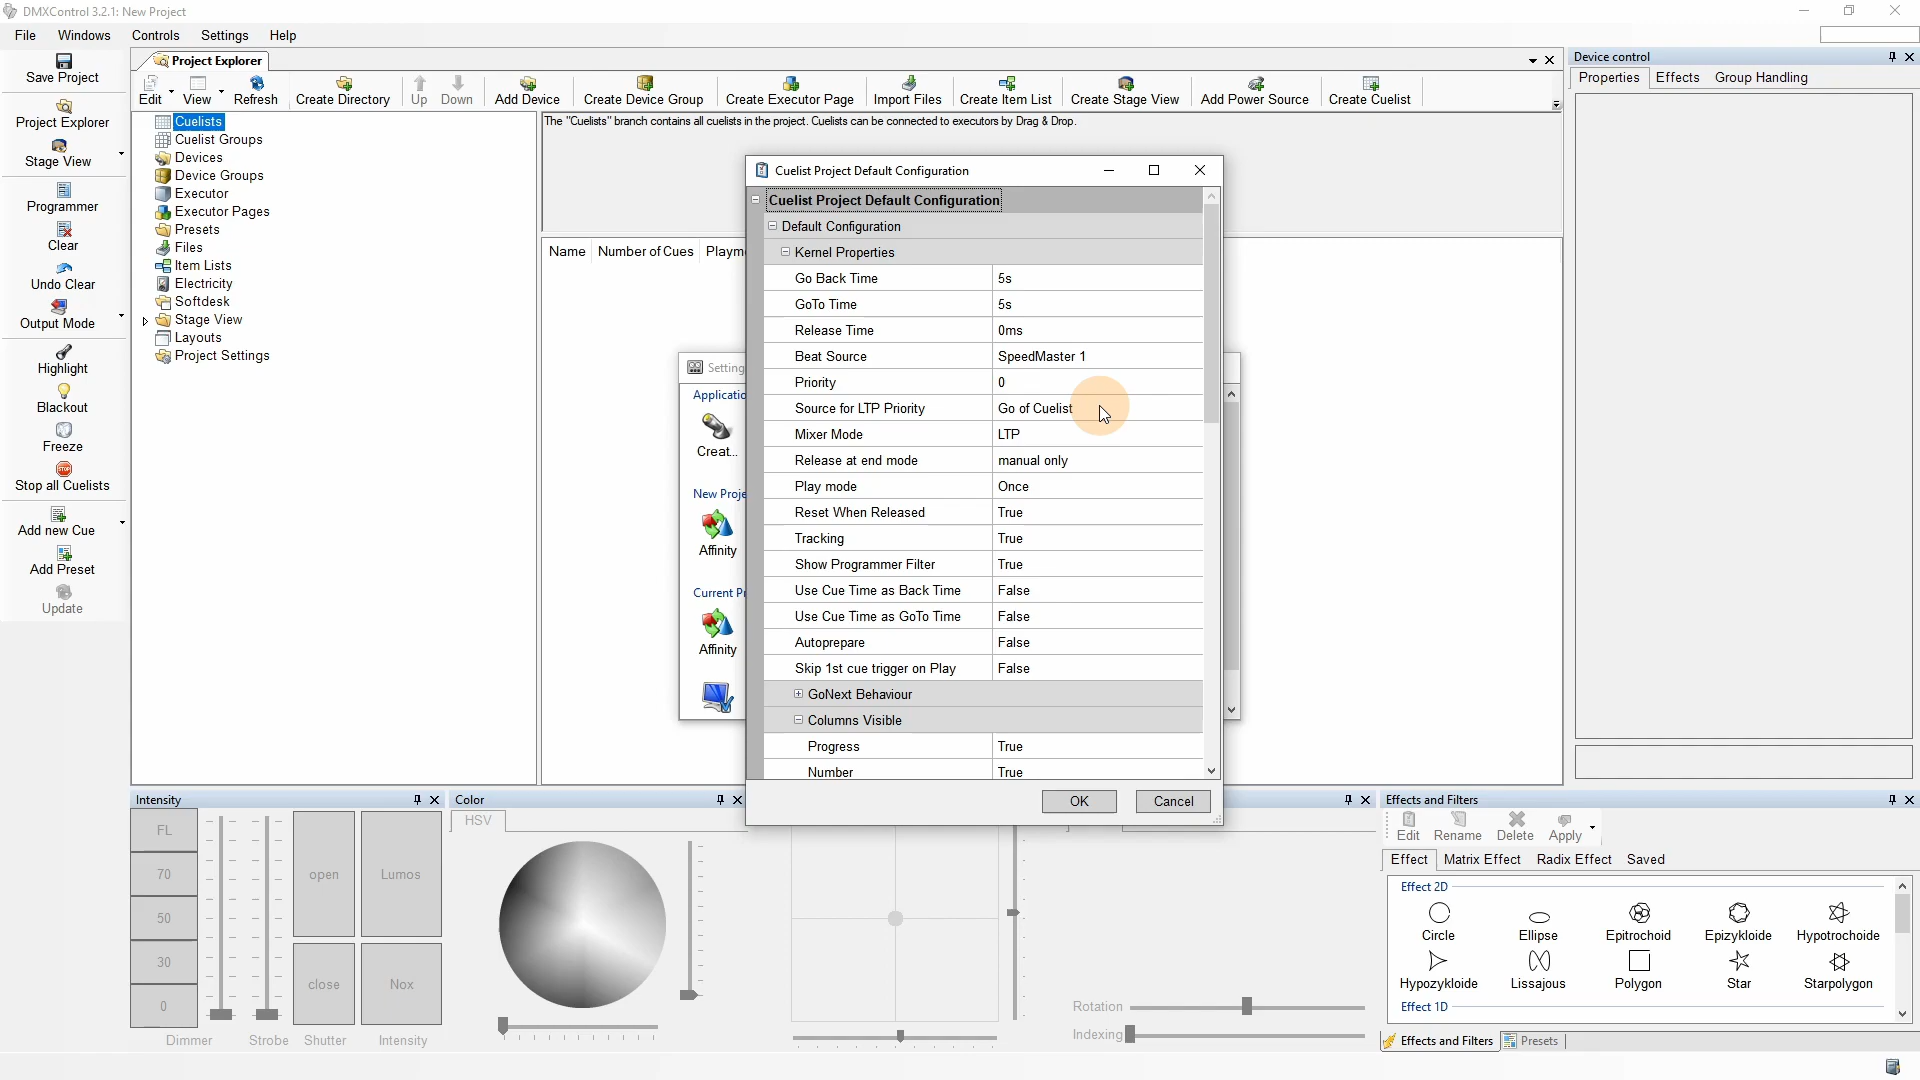 DMXControl 3.2.1: New Project
File Windows Controls Settings Help
Save Project
Project Explorer
Stage View
Programmer
Clear
Undo Clear
Output Mode
Highlight
Blackout
Freeze
STOP
Stop all Cuelists
Add new Cue
Add Preset
Update
Project Explorer
Edit View Refresh Create Directory Up Down Add Device Create Device Group Create Executor Page Import Files Create Item List Create Stage View Add Power Source Create Cuelist
Cuelists
Cuelist Groups
Devices
Device Groups
Executor
Executor Pages
Presets
Files
Item Lists
Electricity
Softdesk
Stage View
Layouts
Project Settings
The "Cuelists" branch contains all cuelists in the project. Cuelists can be connected to executors by Drag & Drop.
Name Number of Cues Playm
Setting
Applicatio
Creat...
New Proje
Affinity
Current P
Affinity
Cuelist Project Default Configuration
Cuelist Project Default Configuration
Default Configuration
Kernel Properties
Go Back Time 5s
GoTo Time 5s
Release Time 0ms
Beat Source SpeedMaster 1
Priority 0
Source for LTP Priority Go of Cuelist
Mixer Mode LTP
Release at end mode manual only
Play mode Once
Reset When Released True
Tracking True
Show Programmer Filter True
Use Cue Time as Back Time False
Use Cue Time as GoTo Time False
Autoprepare False
Skip 1st cue trigger on Play False
GoNext Behaviour
Columns Visible
Progress True
Number True
OK Cancel
Device control
Properties Effects Group Handling
Intensity
FL
70
50
30
0
open Lumos
close Nox
Dimmer Strobe Shutter Intensity
Color
HSV
Rotation
Indexing
Effects and Filters
Edit Rename Delete Apply
Effect Matrix Effect Radix Effect Saved
Effect 2D
Circle Ellipse Epitrochoid Epizykloide Hypotrochoide
Hypozykloide Lissajous Polygon Star Starpolygon
Effect 1D
Effects and Filters Presets